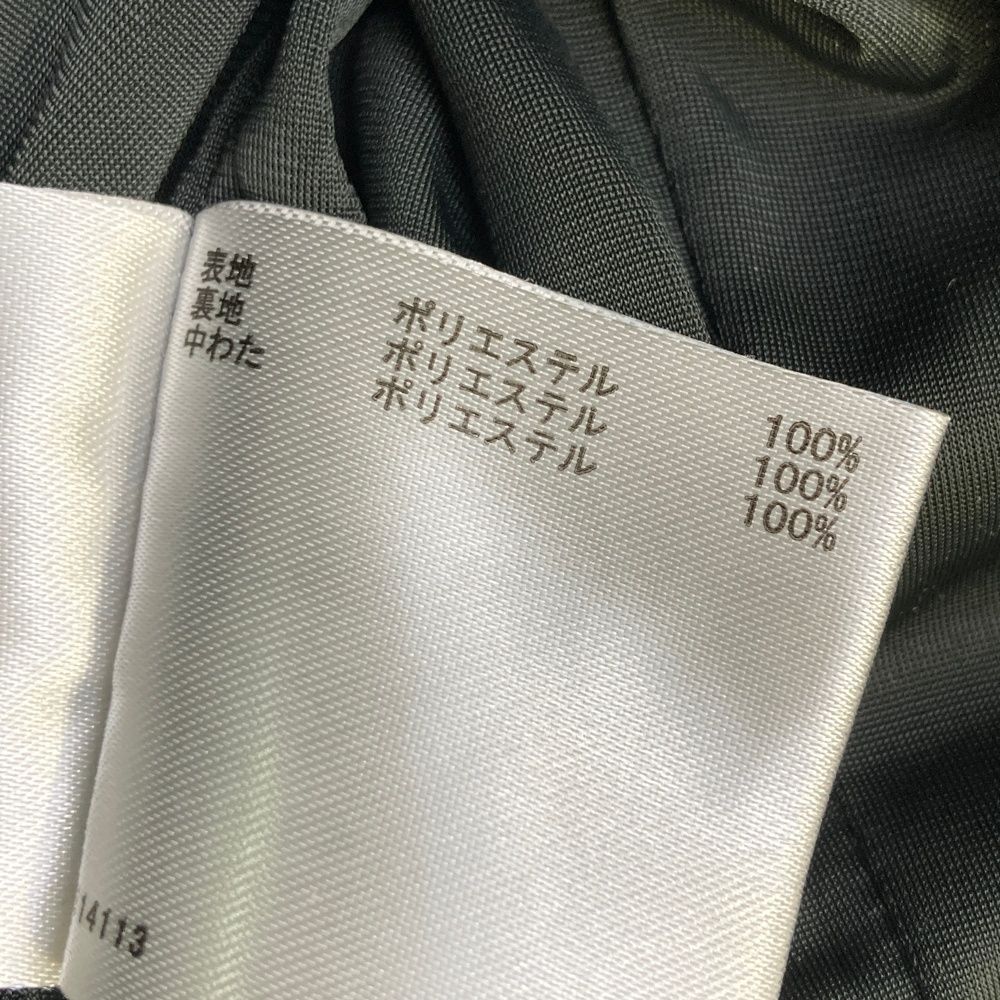 表地 ポリエステル 100%
裏地 ポリエステル 100%
中わた ポリエステル 100%
14113